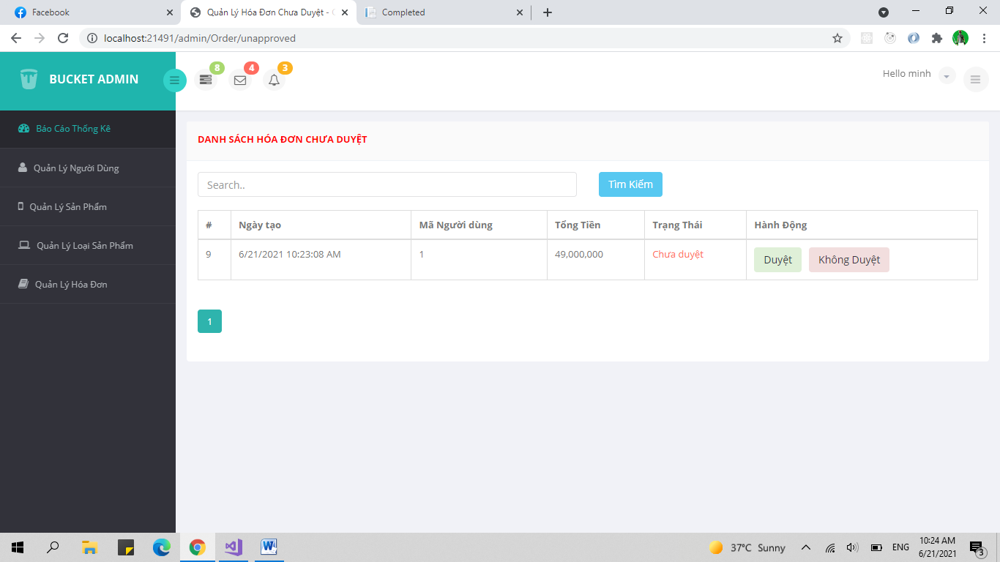 Facebook
Quản Lý Hóa Đơn Chưa Duyệt -
Completed
localhost:21491/admin/Order/unapproved
BUCKET ADMIN
8
4
3
Hello minh
Báo Cáo Thống Kê
Quản Lý Người Dùng
Quản Lý Sản Phẩm
Quản Lý Loại Sản Phẩm
Quản Lý Hóa Đơn
DANH SÁCH HÓA ĐƠN CHƯA DUYỆT
Search..
Tìm Kiếm
# Ngày tạo Mã Người dùng Tổng Tiền Trạng Thái Hành Động
9 6/21/2021 10:23:08 AM 1 49,000,000 Chưa duyệt Duyệt Không Duyệt
1
37°C Sunny
ENG
10:24 AM
6/21/2021
3